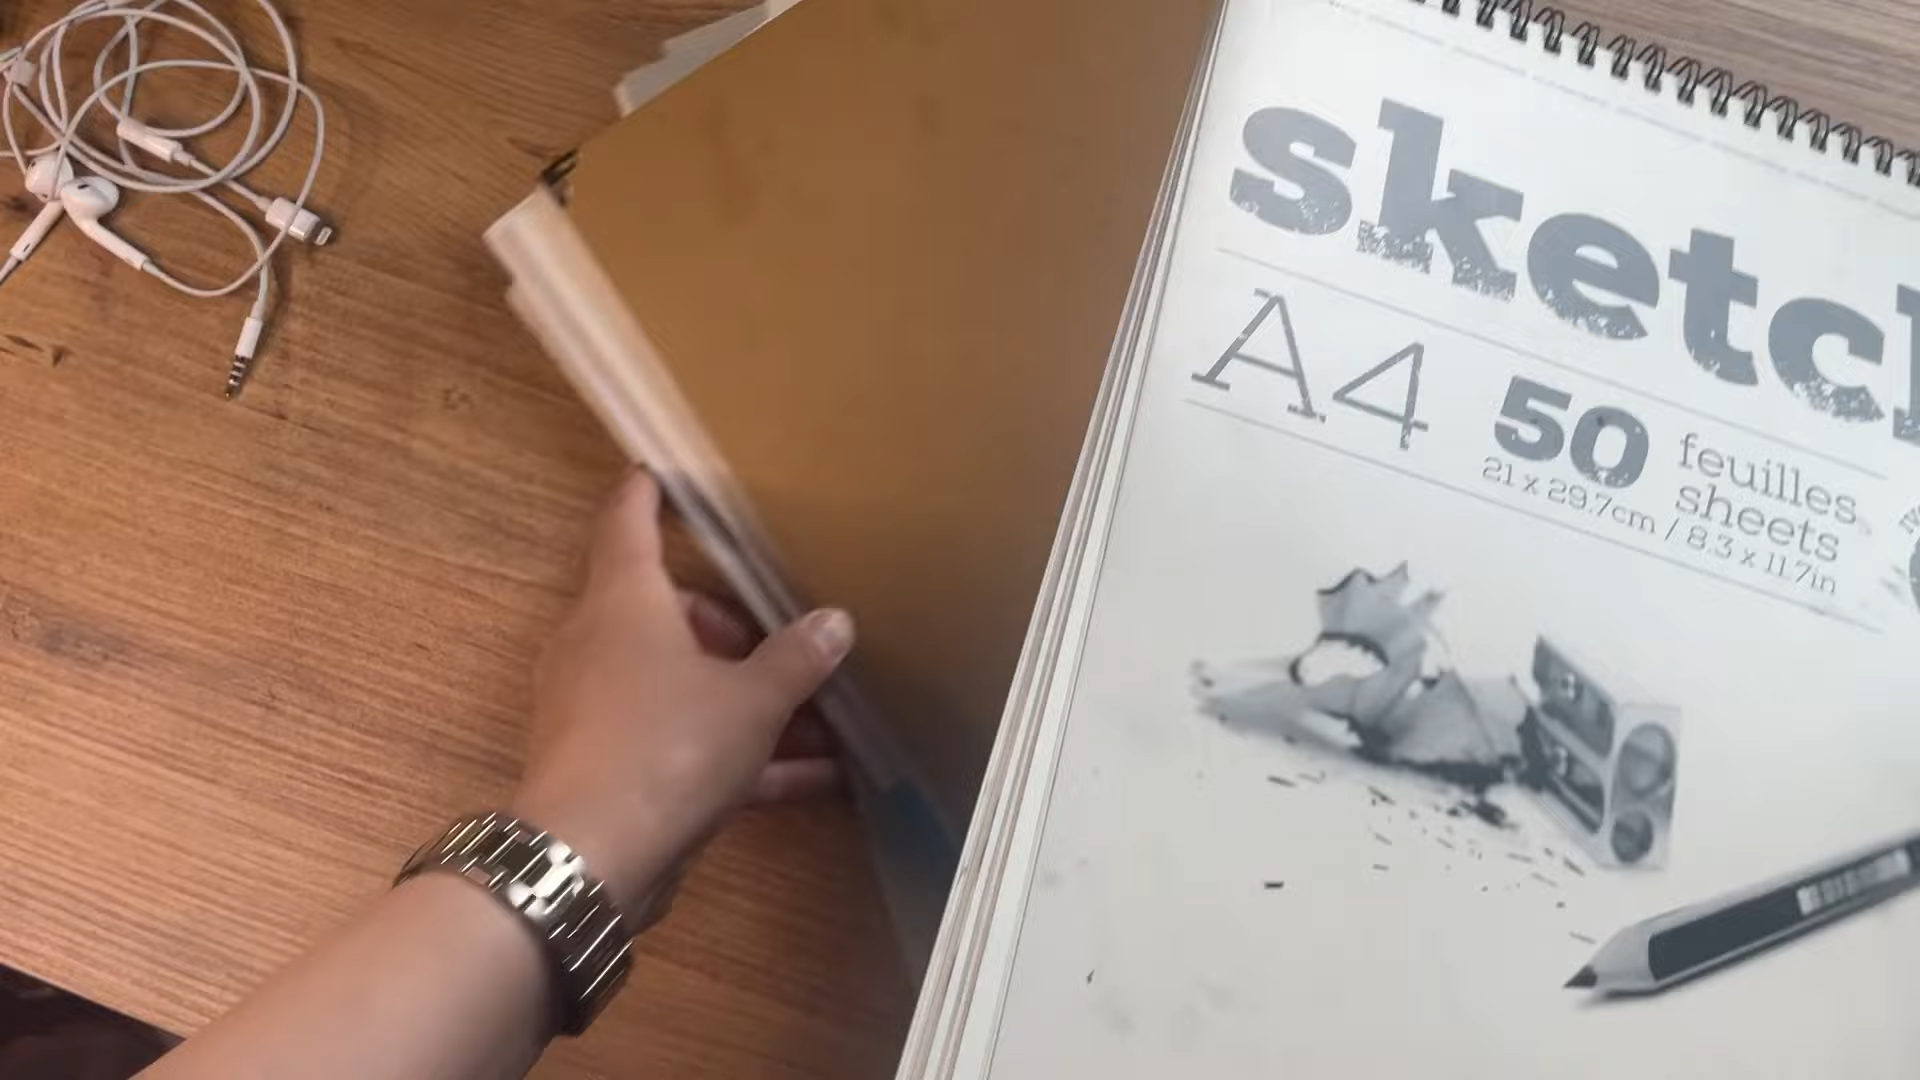 sketch
A4
50
feuilles
sheets
21 x 29.7cm / 8.3 x 11.7in